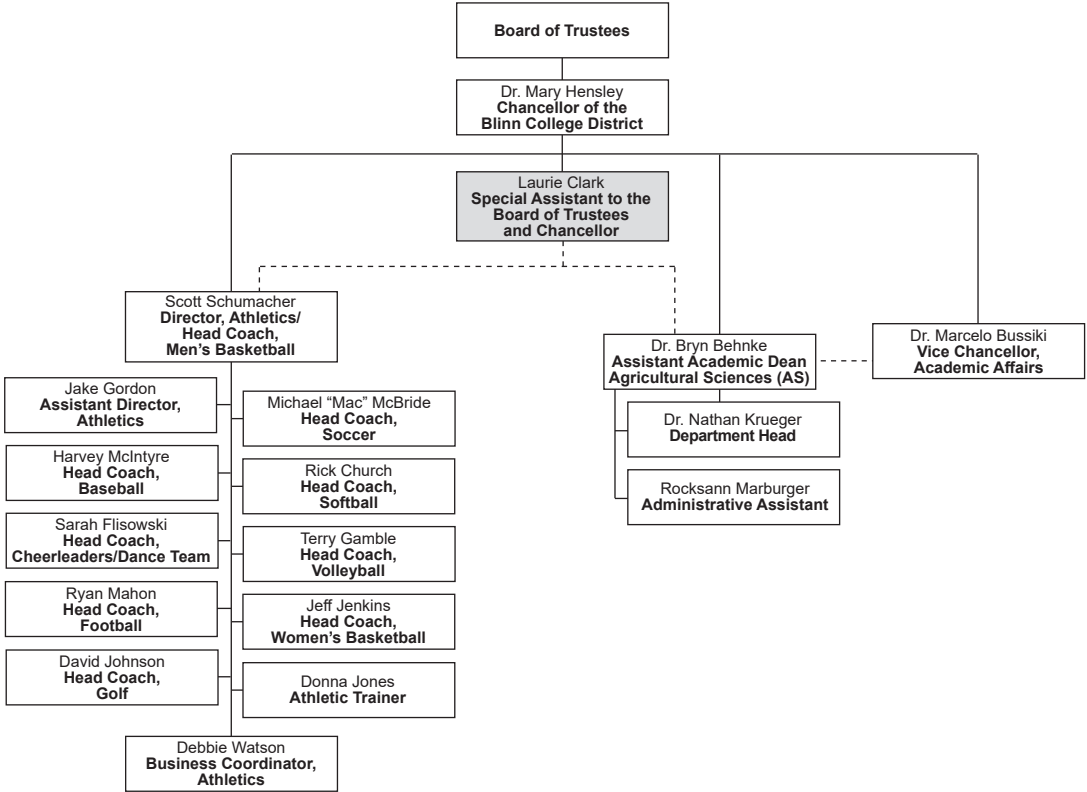 Board of Trustees
Dr. Mary Hensley
Chancellor of the
Blinn College District
Laurie Clark
Special Assistant to the
Board of Trustees
and Chancellor
Scott Schumacher
Director, Athletics/
Head Coach,
Men’s Basketball
Dr. Bryn Behnke
Assistant Academic Dean
Agricultural Sciences (AS)
Dr. Marcelo Bussiki
Vice Chancellor,
Academic Affairs
Jake Gordon
Assistant Director,
Athletics
Michael “Mac” McBride
Head Coach,
Soccer
Dr. Nathan Krueger
Department Head
Harvey McIntyre
Head Coach,
Baseball
Rick Church
Head Coach,
Softball
Rocksann Marburger
Administrative Assistant
Sarah Flisowski
Head Coach,
Cheerleaders/Dance Team
Terry Gamble
Head Coach,
Volleyball
Ryan Mahon
Head Coach,
Football
Jeff Jenkins
Head Coach,
Women’s Basketball
David Johnson
Head Coach,
Golf
Donna Jones
Athletic Trainer
Debbie Watson
Business Coordinator,
Athletics